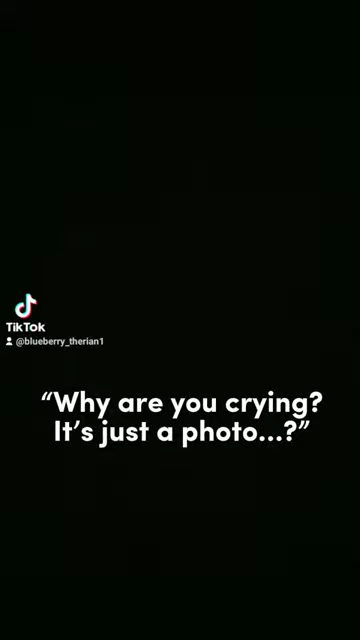 TikTok
@blueberry_therian1
“Why are you crying?
It’s just a photo...?”